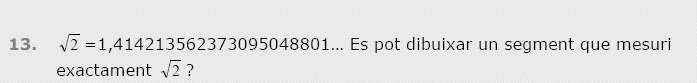 13. √2 =1,414213562373095048801... Es pot dibuixar un segment que mesuri
exactament √2 ?